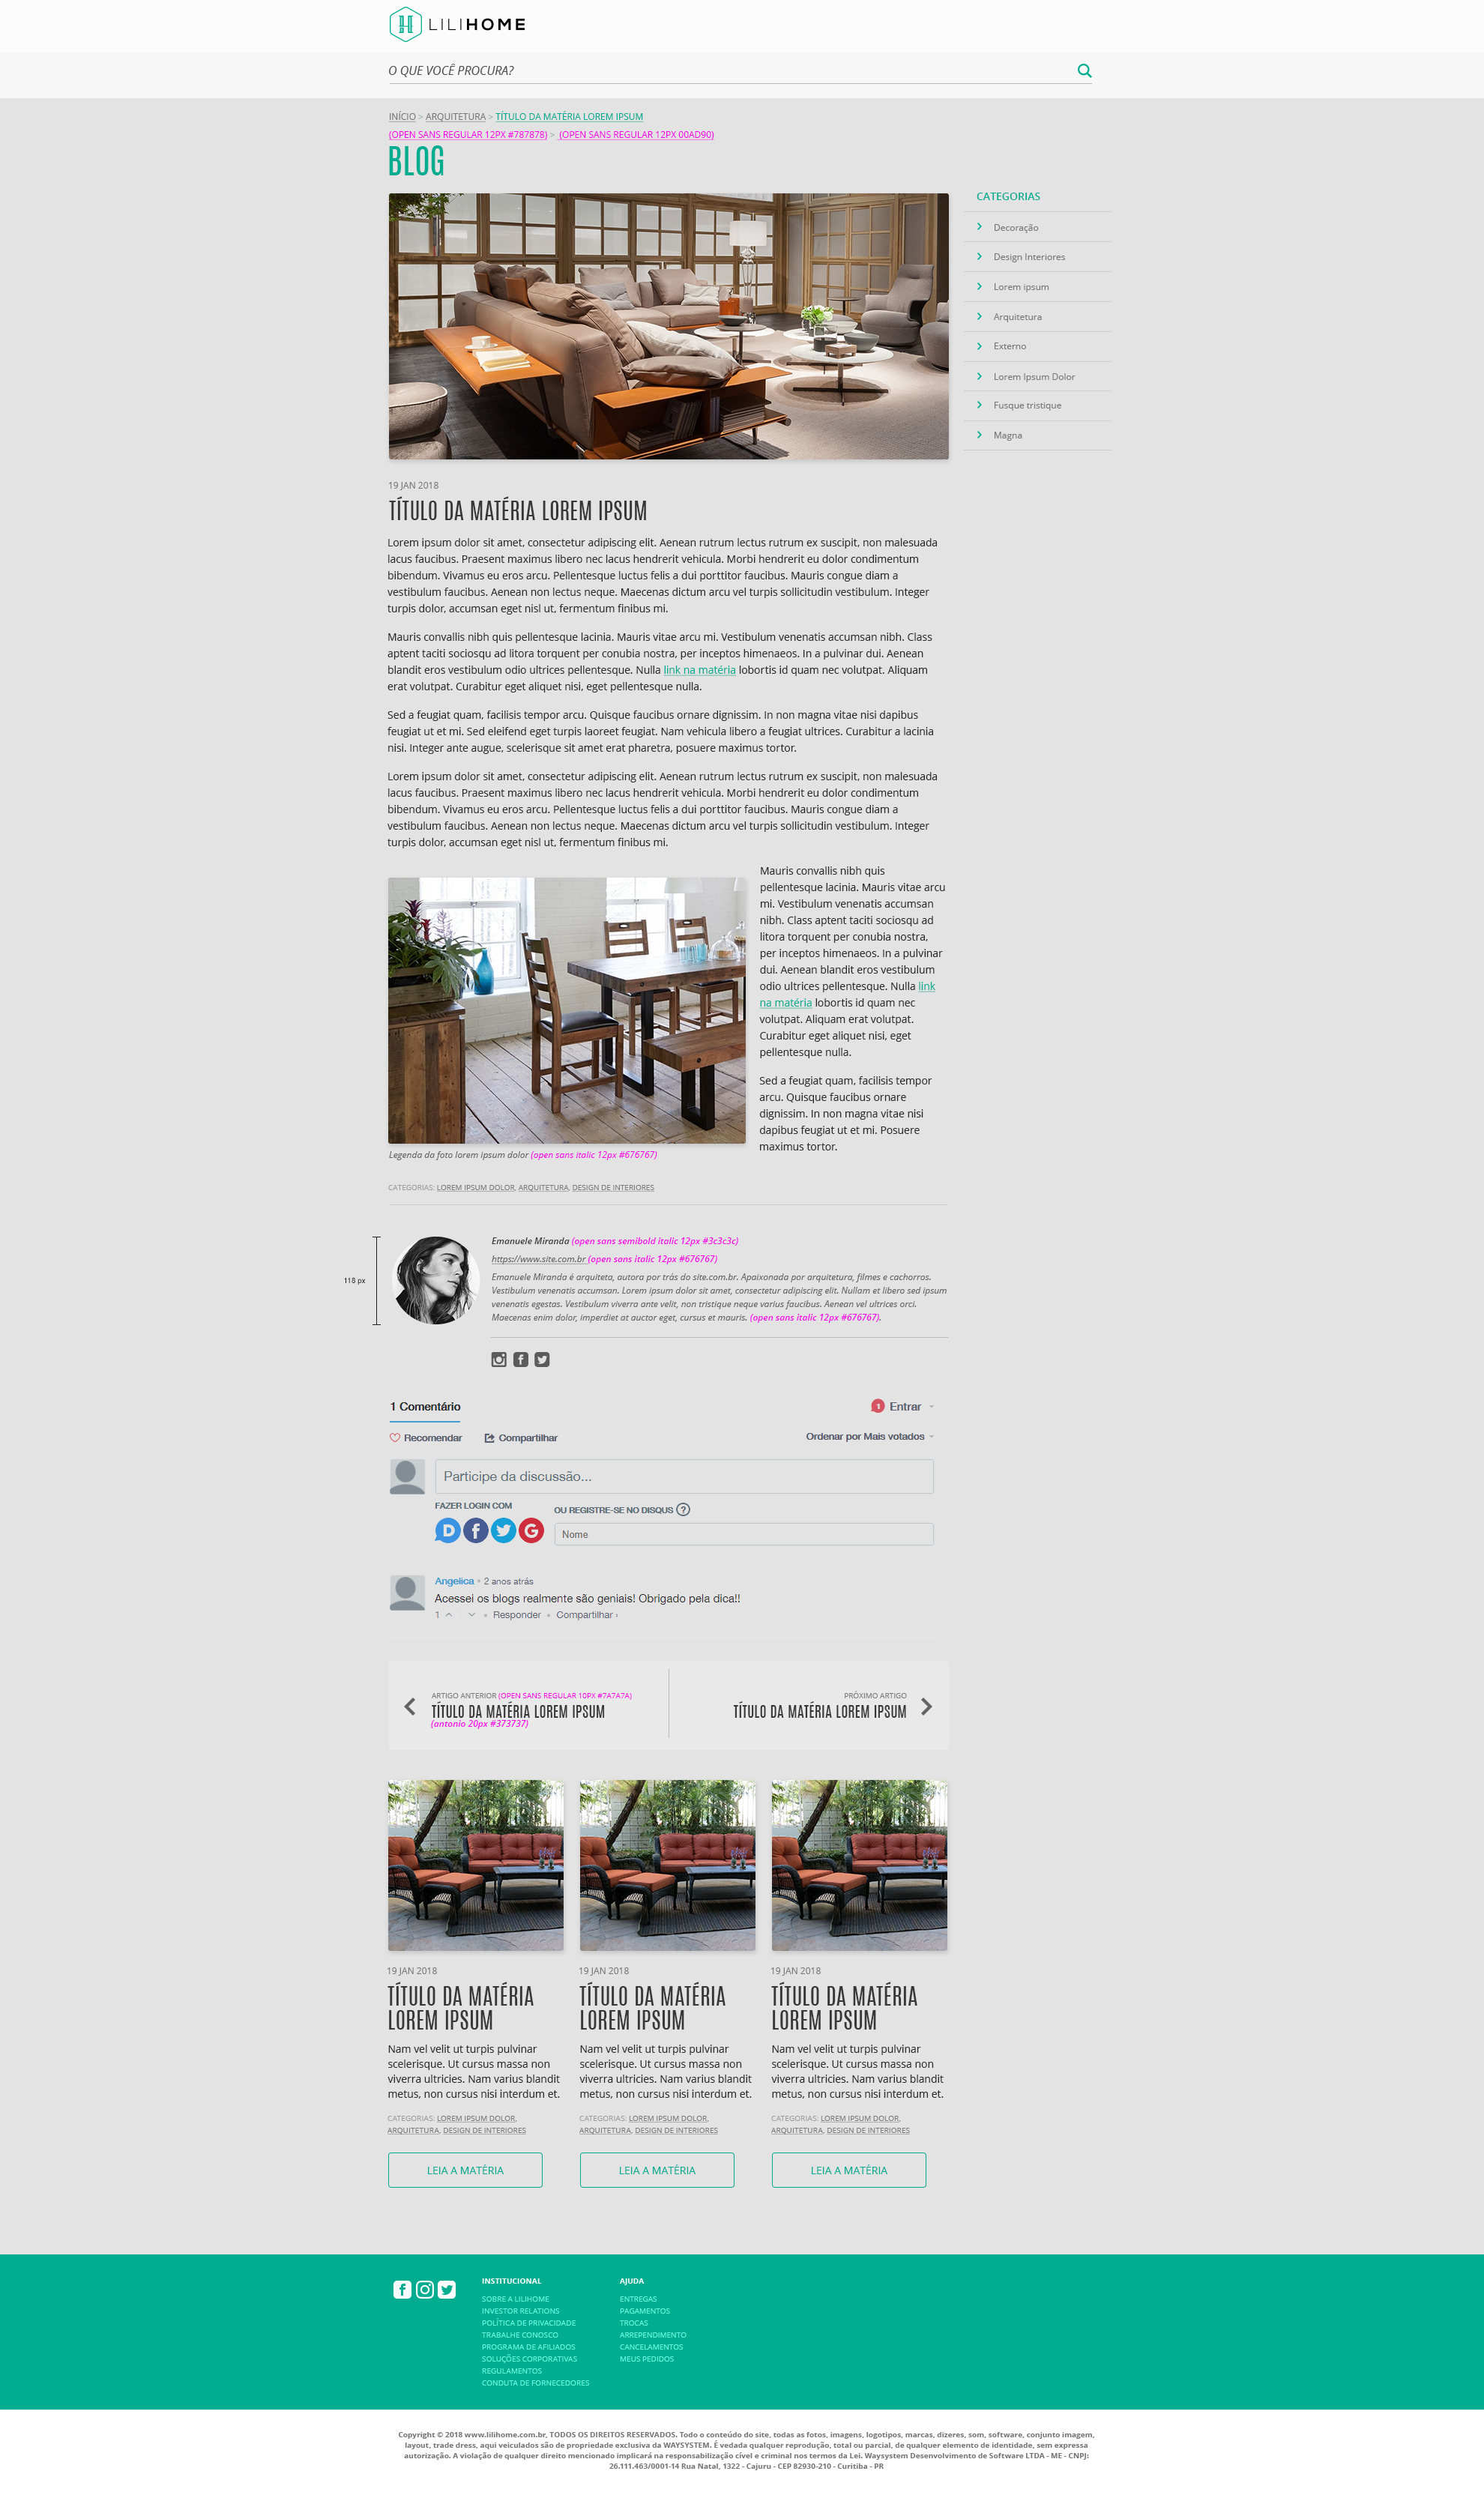 LILIHOME
O QUE VOCÊ PROCURA?
INÍCIO > ARQUITETURA > TÍTULO DA MATÉRIA LOREM IPSUM
(OPEN SANS REGULAR 12PX #787878) > (OPEN SANS REGULAR 12PX 00AD90)
BLOG
CATEGORIAS
Decoração
Design Interiores
Lorem ipsum
Arquitetura
Externo
Lorem Ipsum Dolor
Fusque tristique
Magna
19 JAN 2018
TÍTULO DA MATÉRIA LOREM IPSUM
Lorem ipsum dolor sit amet, consectetur adipiscing elit. Aenean rutrum lectus rutrum ex suscipit, non malesuada
lacus faucibus. Praesent maximus libero nec lacus hendrerit vehicula. Morbi hendrerit eu dolor condimentum
bibendum. Vivamus eu eros arcu. Pellentesque luctus felis a dui porttitor faucibus. Mauris congue diam a
vestibulum faucibus. Aenean non lectus neque. Maecenas dictum arcu vel turpis sollicitudin vestibulum. Integer
turpis dolor, accumsan eget nisl ut, fermentum finibus mi.
Mauris convallis nibh quis pellentesque lacinia. Mauris vitae arcu mi. Vestibulum venenatis accumsan nibh. Class
aptent taciti sociosqu ad litora torquent per conubia nostra, per inceptos himenaeos. In a pulvinar dui. Aenean
blandit eros vestibulum odio ultrices pellentesque. Nulla link na matéria lobortis id quam nec volutpat. Aliquam
erat volutpat. Curabitur eget aliquet nisi, eget pellentesque nulla.
Sed a feugiat quam, facilisis tempor arcu. Quisque faucibus ornare dignissim. In non magna vitae nisi dapibus
feugiat ut et mi. Sed eleifend eget turpis laoreet feugiat. Nam vehicula libero a feugiat ultrices. Curabitur a lacinia
nisi. Integer ante augue, scelerisque sit amet erat pharetra, posuere maximus tortor.
Lorem ipsum dolor sit amet, consectetur adipiscing elit. Aenean rutrum lectus rutrum ex suscipit, non malesuada
lacus faucibus. Praesent maximus libero nec lacus hendrerit vehicula. Morbi hendrerit eu dolor condimentum
bibendum. Vivamus eu eros arcu. Pellentesque luctus felis a dui porttitor faucibus. Mauris congue diam a
vestibulum faucibus. Aenean non lectus neque. Maecenas dictum arcu vel turpis sollicitudin vestibulum. Integer
turpis dolor, accumsan eget nisl ut, fermentum finibus mi.
Mauris convallis nibh quis
pellentesque lacinia. Mauris vitae arcu
mi. Vestibulum venenatis accumsan
nibh. Class aptent taciti sociosqu ad
litora torquent per conubia nostra,
per inceptos himenaeos. In a pulvinar
dui. Aenean blandit eros vestibulum
odio ultrices pellentesque. Nulla link
na matéria lobortis id quam nec
volutpat. Aliquam erat volutpat.
Curabitur eget aliquet nisi, eget
pellentesque nulla.
Sed a feugiat quam, facilisis tempor
arcu. Quisque faucibus ornare
dignissim. In non magna vitae nisi
dapibus feugiat ut et mi. Posuere
maximus tortor.
Legenda da foto lorem ipsum dolor (open sans italic 12px #676767)
CATEGORIAS: LOREM IPSUM DOLOR, ARQUITETURA, DESIGN DE INTERIORES
118 px
Emanuele Miranda (open sans semibold italic 12px #3c3c3c)
https://www.site.com.br (open sans italic 12px #676767)
Emanuele Miranda é arquiteta, autora por trás do site.com.br. Apaixonada por arquitetura, filmes e cachorros.
Vestibulum venenatis accumsan. Lorem ipsum dolor sit amet, consectetur adipiscing elit. Nullam et libero sed ipsum
venenatis egestas. Vestibulum viverra ante velit, non tristique neque varius faucibus. Aenean vel ultrices orci.
Maecenas enim dolor, imperdiet at auctor eget, cursus et mauris. (open sans italic 12px #676767).
1 Comentário
1 Entrar
Recomendar
Compartilhar
Ordenar por Mais votados
Participe da discussão...
FAZER LOGIN COM
OU REGISTRE-SE NO DISQUS ?
D f G
Nome
Angelica • 2 anos atrás
Acessei os blogs realmente são geniais! Obrigado pela dica!!
1 • Responder • Compartilhar ›
ARTIGO ANTERIOR (OPEN SANS REGULAR 10PX #7A7A7A)
TÍTULO DA MATÉRIA LOREM IPSUM
(antonio 20px #373737)
PRÓXIMO ARTIGO
TÍTULO DA MATÉRIA LOREM IPSUM
19 JAN 2018
TÍTULO DA MATÉRIA
LOREM IPSUM
Nam vel velit ut turpis pulvinar
scelerisque. Ut cursus massa non
viverra ultricies. Nam varius blandit
metus, non cursus nisi interdum et.
CATEGORIAS: LOREM IPSUM DOLOR,
ARQUITETURA, DESIGN DE INTERIORES
LEIA A MATÉRIA
19 JAN 2018
TÍTULO DA MATÉRIA
LOREM IPSUM
Nam vel velit ut turpis pulvinar
scelerisque. Ut cursus massa non
viverra ultricies. Nam varius blandit
metus, non cursus nisi interdum et.
CATEGORIAS: LOREM IPSUM DOLOR,
ARQUITETURA, DESIGN DE INTERIORES
LEIA A MATÉRIA
19 JAN 2018
TÍTULO DA MATÉRIA
LOREM IPSUM
Nam vel velit ut turpis pulvinar
scelerisque. Ut cursus massa non
viverra ultricies. Nam varius blandit
metus, non cursus nisi interdum et.
CATEGORIAS: LOREM IPSUM DOLOR,
ARQUITETURA, DESIGN DE INTERIORES
LEIA A MATÉRIA
INSTITUCIONAL
SOBRE A LILIHOME
INVESTOR RELATIONS
POLÍTICA DE PRIVACIDADE
TRABALHE CONOSCO
PROGRAMA DE AFILIADOS
SOLUÇÕES CORPORATIVAS
REGULAMENTOS
CONDUTA DE FORNECEDORES
AJUDA
ENTREGAS
PAGAMENTOS
TROCAS
ARREPENDIMENTO
CANCELAMENTOS
MEUS PEDIDOS
Copyright © 2018 www.lilihome.com.br, TODOS OS DIREITOS RESERVADOS. Todo o conteúdo do site, todas as fotos, imagens, logotipos, marcas, dizeres, som, software, conjunto imagem,
layout, trade dress, aqui veiculados são de propriedade exclusiva da WAYSYSTEM. É vedada qualquer reprodução, total ou parcial, de qualquer elemento de identidade, sem expressa
autorização. A violação de qualquer direito mencionado implicará na responsabilização cível e criminal nos termos da Lei. Waysystem Desenvolvimento de Software LTDA - ME - CNPJ:
26.111.463/0001-14 Rua Natal, 1322 - Cajuru - CEP 82930-210 - Curitiba - PR